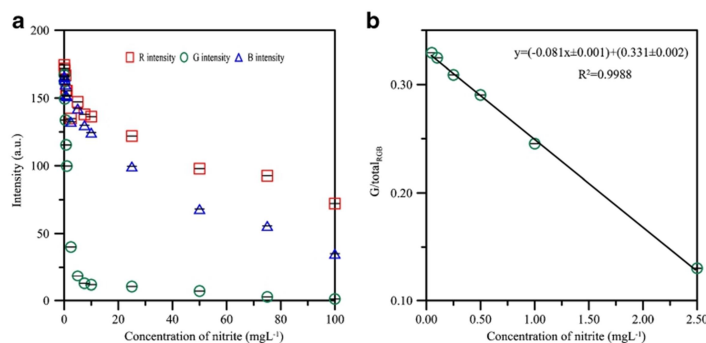 a
200
150
100
50
0
Intensity (a.u.)
R intensity G intensity B intensity
0 20 40 60 80 100
Concentration of nitrite (mgL-1)
b
y=(-0.081x±0.001)+(0.331±0.002)
R2=0.9988
0.30
0.20
0.10
G/totalRGB
0.00 0.50 1.00 1.50 2.00 2.50
Concentration of nitrite (mgL-1)